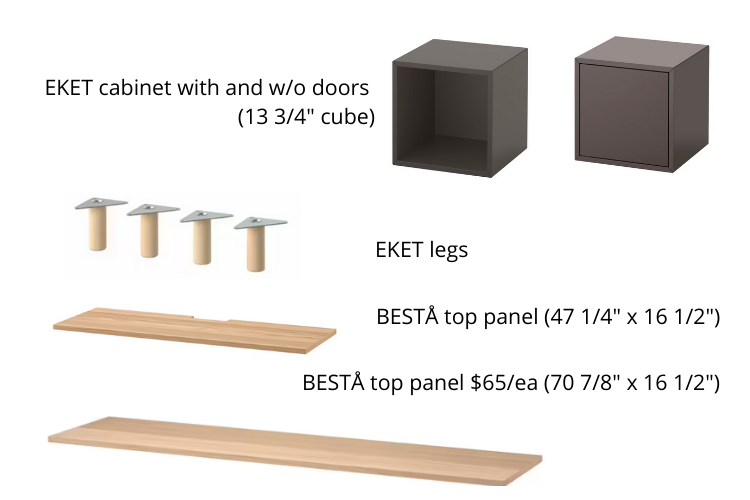 EKET cabinet with and w/o doors
(13 3/4" cube)
EKET legs
BESTÅ top panel (47 1/4" x 16 1/2")
BESTÅ top panel $65/ea (70 7/8" x 16 1/2")